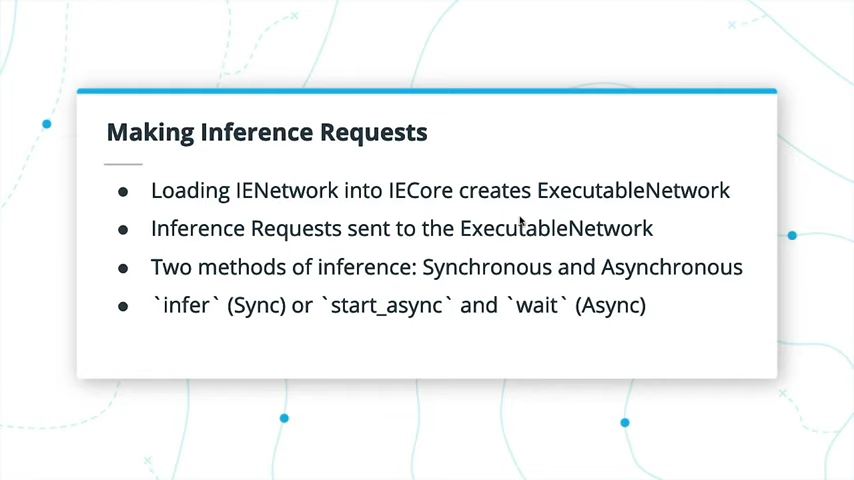 Making Inference Requests
● Loading IENetwork into IECore creates ExecutableNetwork
● Inference Requests sent to the ExecutableNetwork
● Two methods of inference: Synchronous and Asynchronous
● `infer` (Sync) or `start_async` and `wait` (Async)